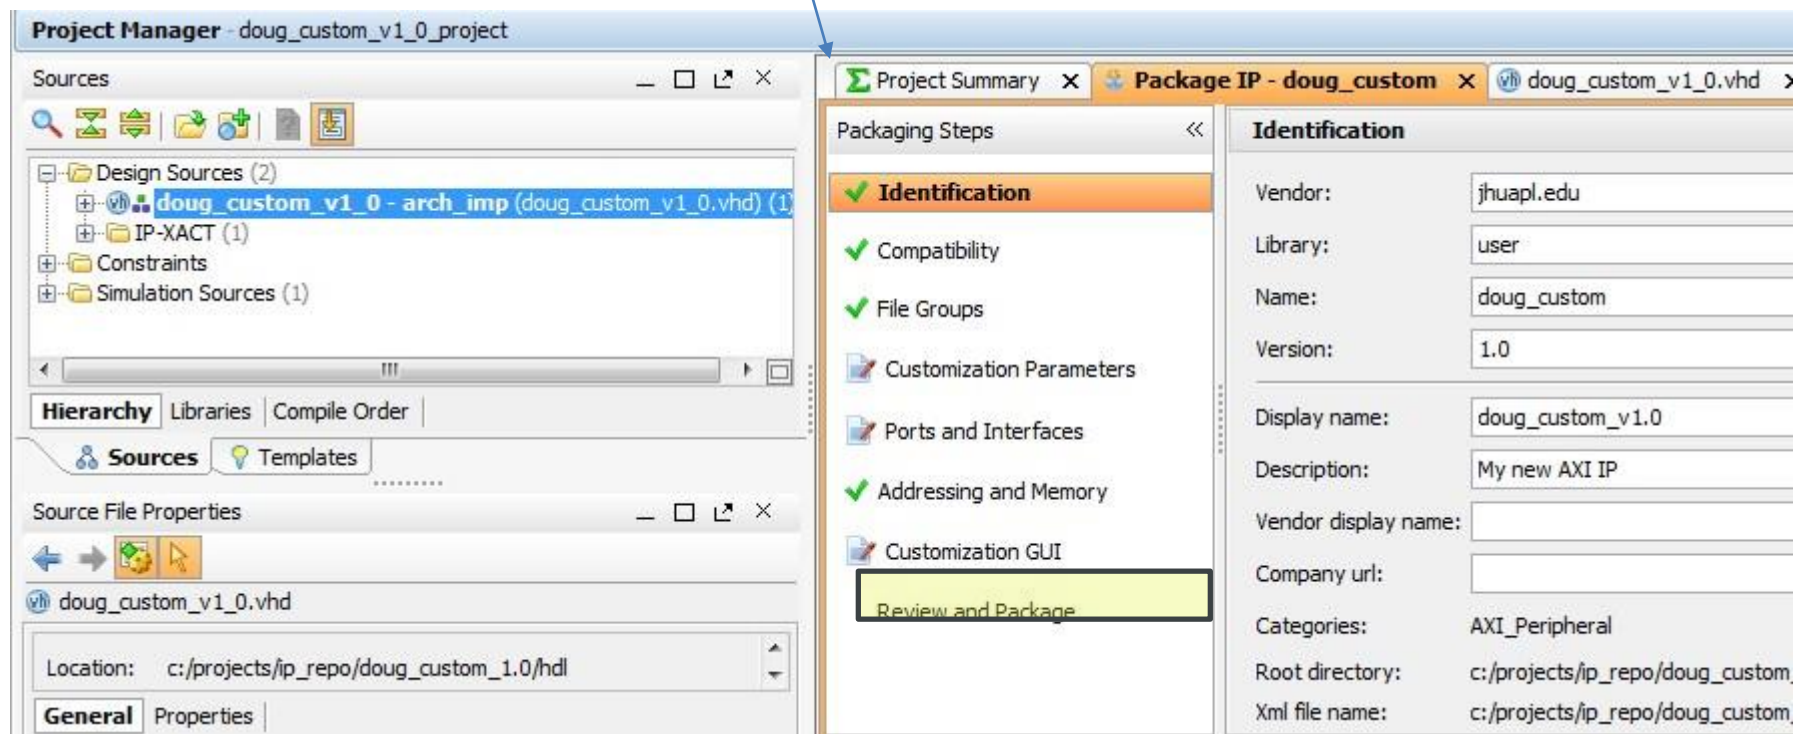 Project Manager - doug_custom_v1_0_project
Sources
Design Sources (2)
doug_custom_v1_0 - arch_imp (doug_custom_v1_0.vhd) (1)
IP-XACT (1)
Constraints
Simulation Sources (1)
Hierarchy Libraries Compile Order
Sources Templates
Source File Properties
doug_custom_v1_0.vhd
Location: c:/projects/ip_repo/doug_custom_1.0/hdl
General Properties
Project Summary Package IP - doug_custom doug_custom_v1_0.vhd
Packaging Steps
Identification
Compatibility
File Groups
Customization Parameters
Ports and Interfaces
Addressing and Memory
Customization GUI
Review and Package
Identification
Vendor: jhuapl.edu
Library: user
Name: doug_custom
Version: 1.0
Display name: doug_custom_v1.0
Description: My new AXI IP
Vendor display name:
Company url:
Categories: AXI_Peripheral
Root directory: c:/projects/ip_repo/doug_custom_
Xml file name: c:/projects/ip_repo/doug_custom_